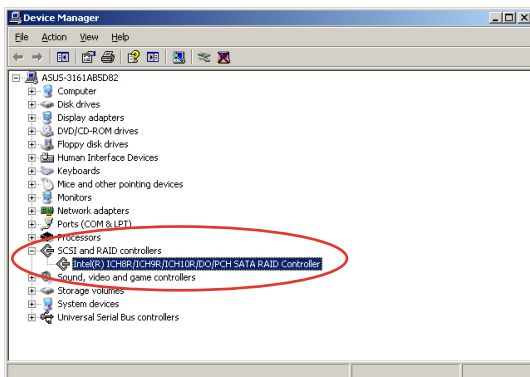 Device Manager
File Action View Help
ASUS-3161AB5D82
Computer
Disk drives
Display adapters
DVD/CD-ROM drives
Floppy disk drives
Human Interface Devices
Keyboards
Mice and other pointing devices
Monitors
Network adapters
Ports (COM & LPT)
Processors
SCSI and RAID controllers
Intel(R) ICH8R/ICH9R/ICH10R/DO/PCH SATA RAID Controller
Sound, video and game controllers
Storage volumes
System devices
Universal Serial Bus controllers